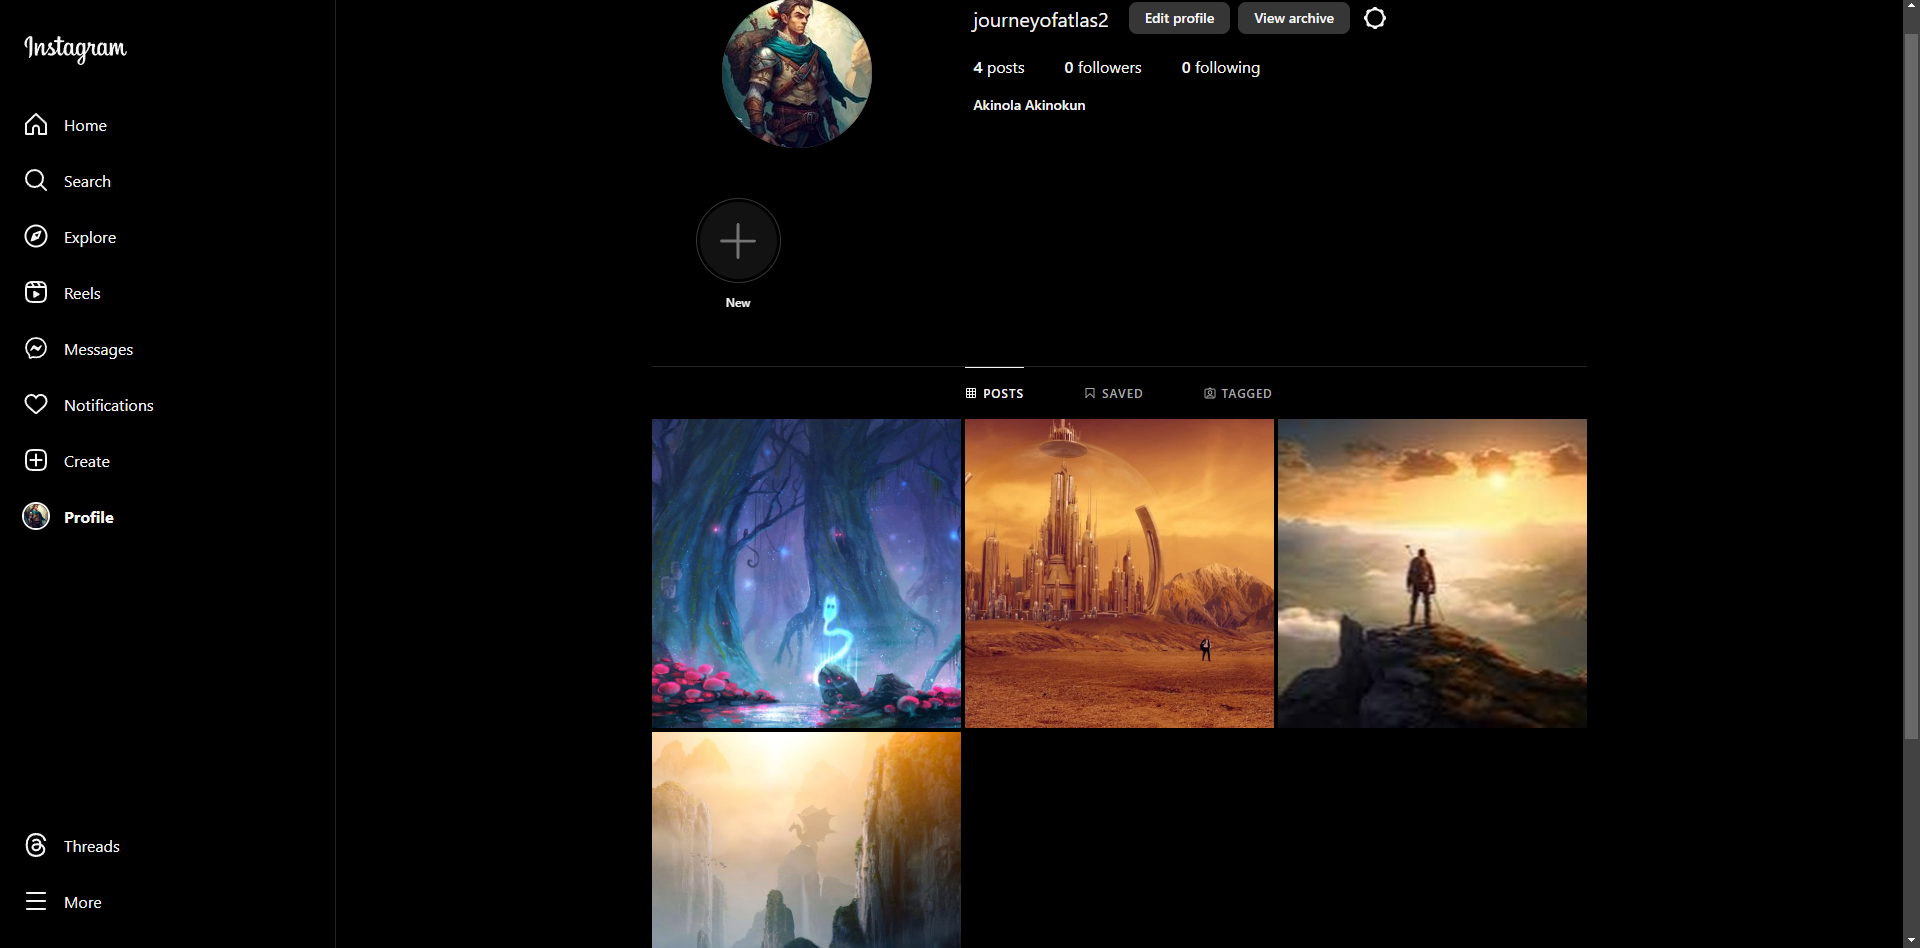 Instagram
Home
Search
Explore
Reels
Messages
Notifications
Create
Profile
Threads
More
journeyofatlas2
Edit profile
View archive
4 posts
0 followers
0 following
Akinola Akinokun
New
POSTS
SAVED
TAGGED